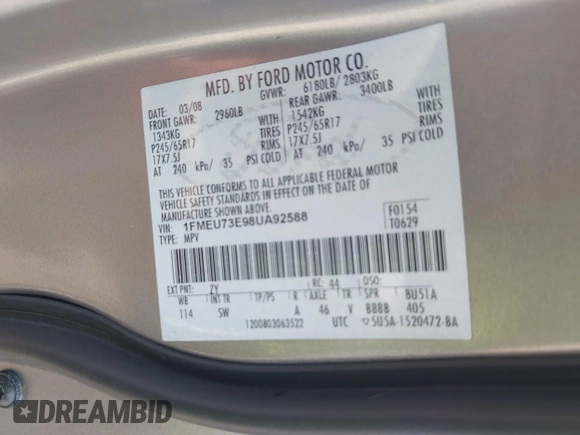 MFD. BY FORD MOTOR CO.
DATE: 03/08 GVWR: 6180LB/ 2803KG
FRONT GAWR: 2960LB REAR GAWR: 3400LB
1343KG WITH 1542KG WITH
P245/65R17 TIRES P245/65R17 TIRES
17X7.5J RIMS 17X7.5J RIMS
AT 240 kPa/ 35 PSI COLD AT 240 kPa/ 35 PSI COLD
THIS VEHICLE CONFORMS TO ALL APPLICABLE FEDERAL MOTOR
VEHICLE SAFETY STANDARDS IN EFFECT ON THE DATE OF
MANUFACTURE SHOWN ABOVE.
VIN: 1FMEU73E98UA92588 F0154
TYPE: MPV T0629
EXT PNT: ZY RC: 44 DSO:
WB INT TR TP/PS R AXLE TR SPR 8U51A
114 SW A 46 V BBBB 405
1200803063522 UTC 5U5A-1520472-BA
DREAMBID